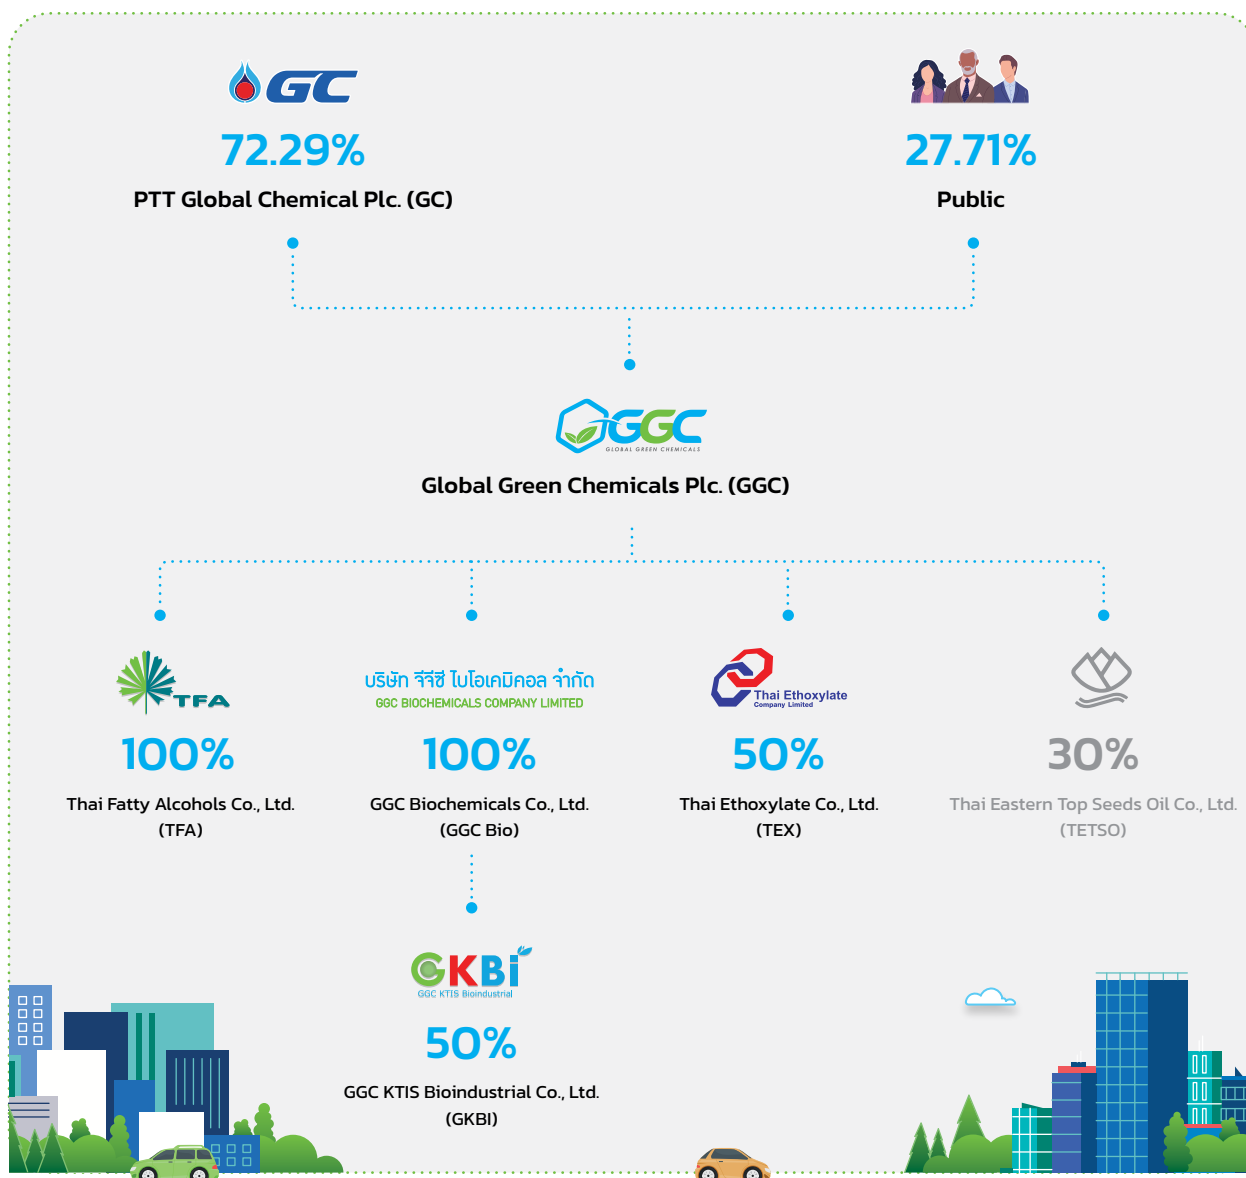 GC
72.29%
PTT Global Chemical Plc. (GC)
27.71%
Public
GGC
GLOBAL GREEN CHEMICALS
Global Green Chemicals Plc. (GGC)
TFA
100%
Thai Fatty Alcohols Co., Ltd.
(TFA)
บริษัท จีจีซี ไบโอเคมิคอล จำกัด
GGC BIOCHEMICALS COMPANY LIMITED
100%
GGC Biochemicals Co., Ltd.
(GGC Bio)
Thai Ethoxylate
Company Limited
50%
Thai Ethoxylate Co., Ltd.
(TEX)
30%
Thai Eastern Top Seeds Oil Co., Ltd.
(TETSO)
GKBi
GGC KTIS Bioindustrial
50%
GGC KTIS Bioindustrial Co., Ltd.
(GKBI)